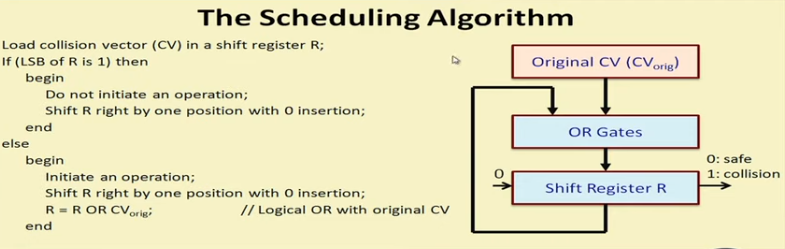 The Scheduling Algorithm
Load collision vector (CV) in a shift register R;
If (LSB of R is 1) then
begin
Do not initiate an operation;
Shift R right by one position with 0 insertion;
end
else
begin
Initiate an operation;
Shift R right by one position with 0 insertion;
R = R OR CVorig; // Logical OR with original CV
end
Original CV (CVorig)
OR Gates
0
Shift Register R
0: safe
1: collision